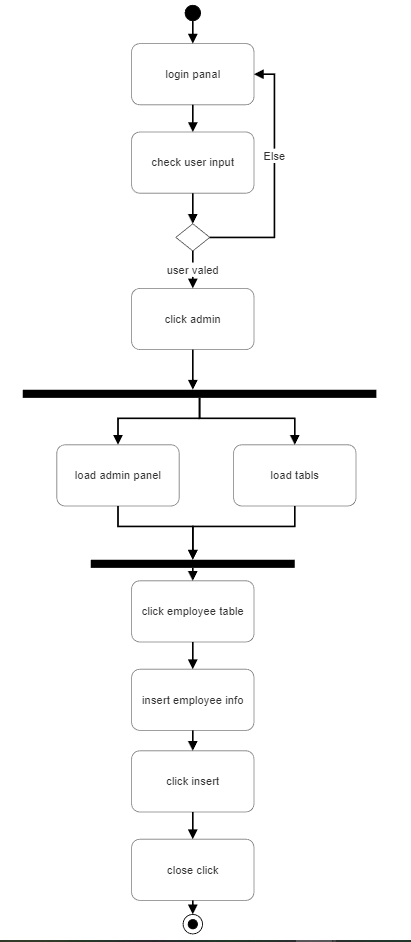 login panal
check user input
Else
user valed
click admin
load admin panel
load tabls
click employee table
insert employee info
click insert
close click